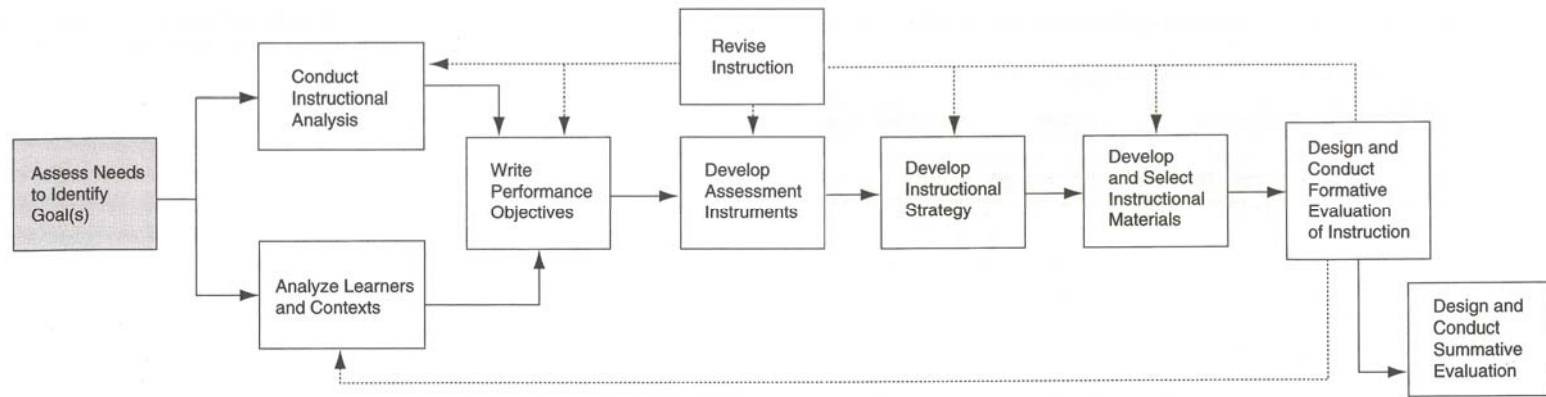 Revise
Instruction
Conduct
Instructional
Analysis
Assess Needs
to Identify
Goal(s)
Write
Performance
Objectives
Develop
Assessment
Instruments
Develop
Instructional
Strategy
Develop
and Select
Instructional
Materials
Design and
Conduct
Formative
Evaluation
of Instruction
Analyze Learners
and Contexts
Design and
Conduct
Summative
Evaluation